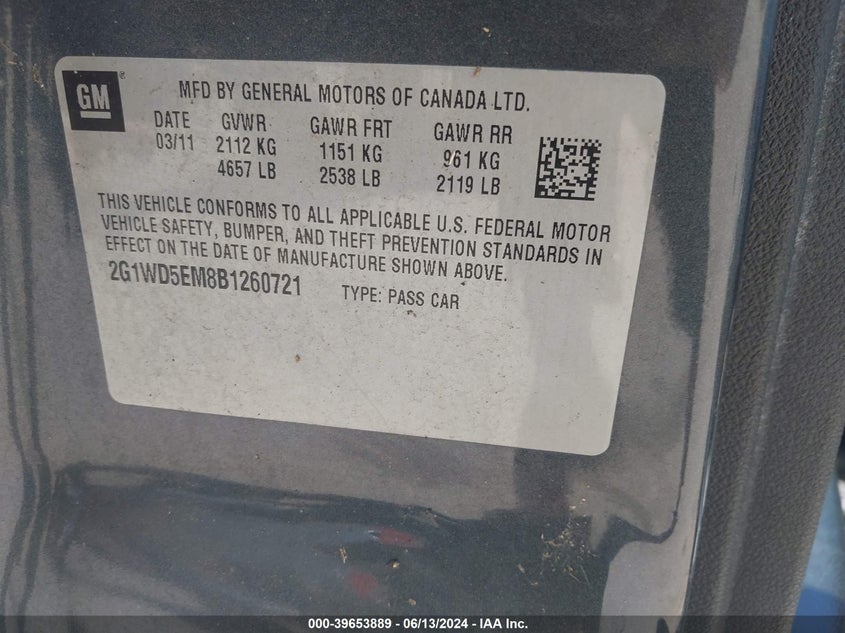 GM
MFD BY GENERAL MOTORS OF CANADA LTD.
DATE GVWR GAWR FRT GAWR RR
03/11 2112 KG 1151 KG 961 KG
4657 LB 2538 LB 2119 LB
THIS VEHICLE CONFORMS TO ALL APPLICABLE U.S. FEDERAL MOTOR
VEHICLE SAFETY, BUMPER, AND THEFT PREVENTION STANDARDS IN
EFFECT ON THE DATE OF MANUFACTURE SHOWN ABOVE.
2G1WD5EM8B1260721 TYPE: PASS CAR
000-39653889 - 06/13/2024 - IAA Inc.